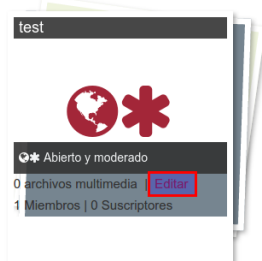 test
Abierto y moderado
0 archivos multimedia | Editar
1 Miembros | 0 Suscriptores